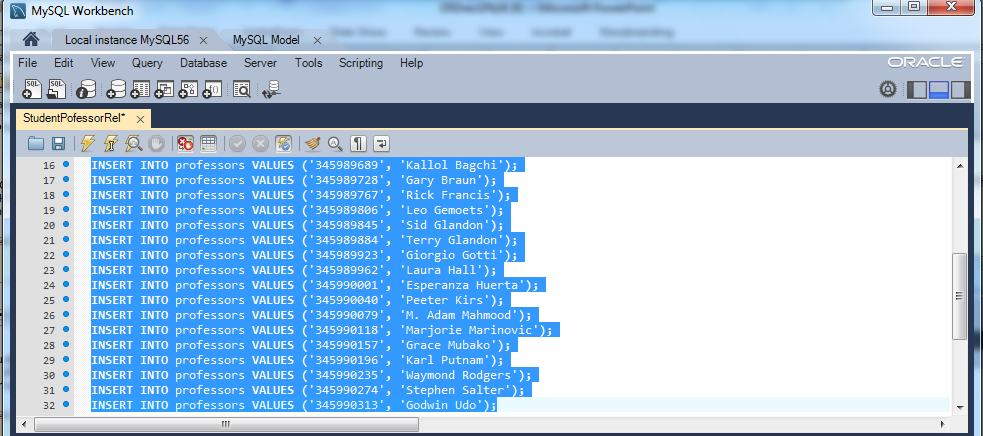 MySQL Workbench
Local instance MySQL56 × MySQL Model ×
File Edit View Query Database Server Tools Scripting Help
ORACLE
StudentPofessorRel* ×
16 INSERT INTO professors VALUES ('345989689', 'Kallol Bagchi');
17 INSERT INTO professors VALUES ('345989728', 'Gary Braun');
18 INSERT INTO professors VALUES ('345989767', 'Rick Francis');
19 INSERT INTO professors VALUES ('345989806', 'Leo Gemoets');
20 INSERT INTO professors VALUES ('345989845', 'Sid Glandon');
21 INSERT INTO professors VALUES ('345989884', 'Terry Glandon');
22 INSERT INTO professors VALUES ('345989923', 'Giorgio Gotti');
23 INSERT INTO professors VALUES ('345989962', 'Laura Hall');
24 INSERT INTO professors VALUES ('345990001', 'Esperanza Huerta');
25 INSERT INTO professors VALUES ('345990040', 'Peeter Kirs');
26 INSERT INTO professors VALUES ('345990079', 'M. Adam Mahmood');
27 INSERT INTO professors VALUES ('345990118', 'Marjorie Marinovic');
28 INSERT INTO professors VALUES ('345990157', 'Grace Mubako');
29 INSERT INTO professors VALUES ('345990196', 'Karl Putnam');
30 INSERT INTO professors VALUES ('345990235', 'Waymond Rodgers');
31 INSERT INTO professors VALUES ('345990274', 'Stephen Salter');
32 INSERT INTO professors VALUES ('345990313', 'Godwin Udo');